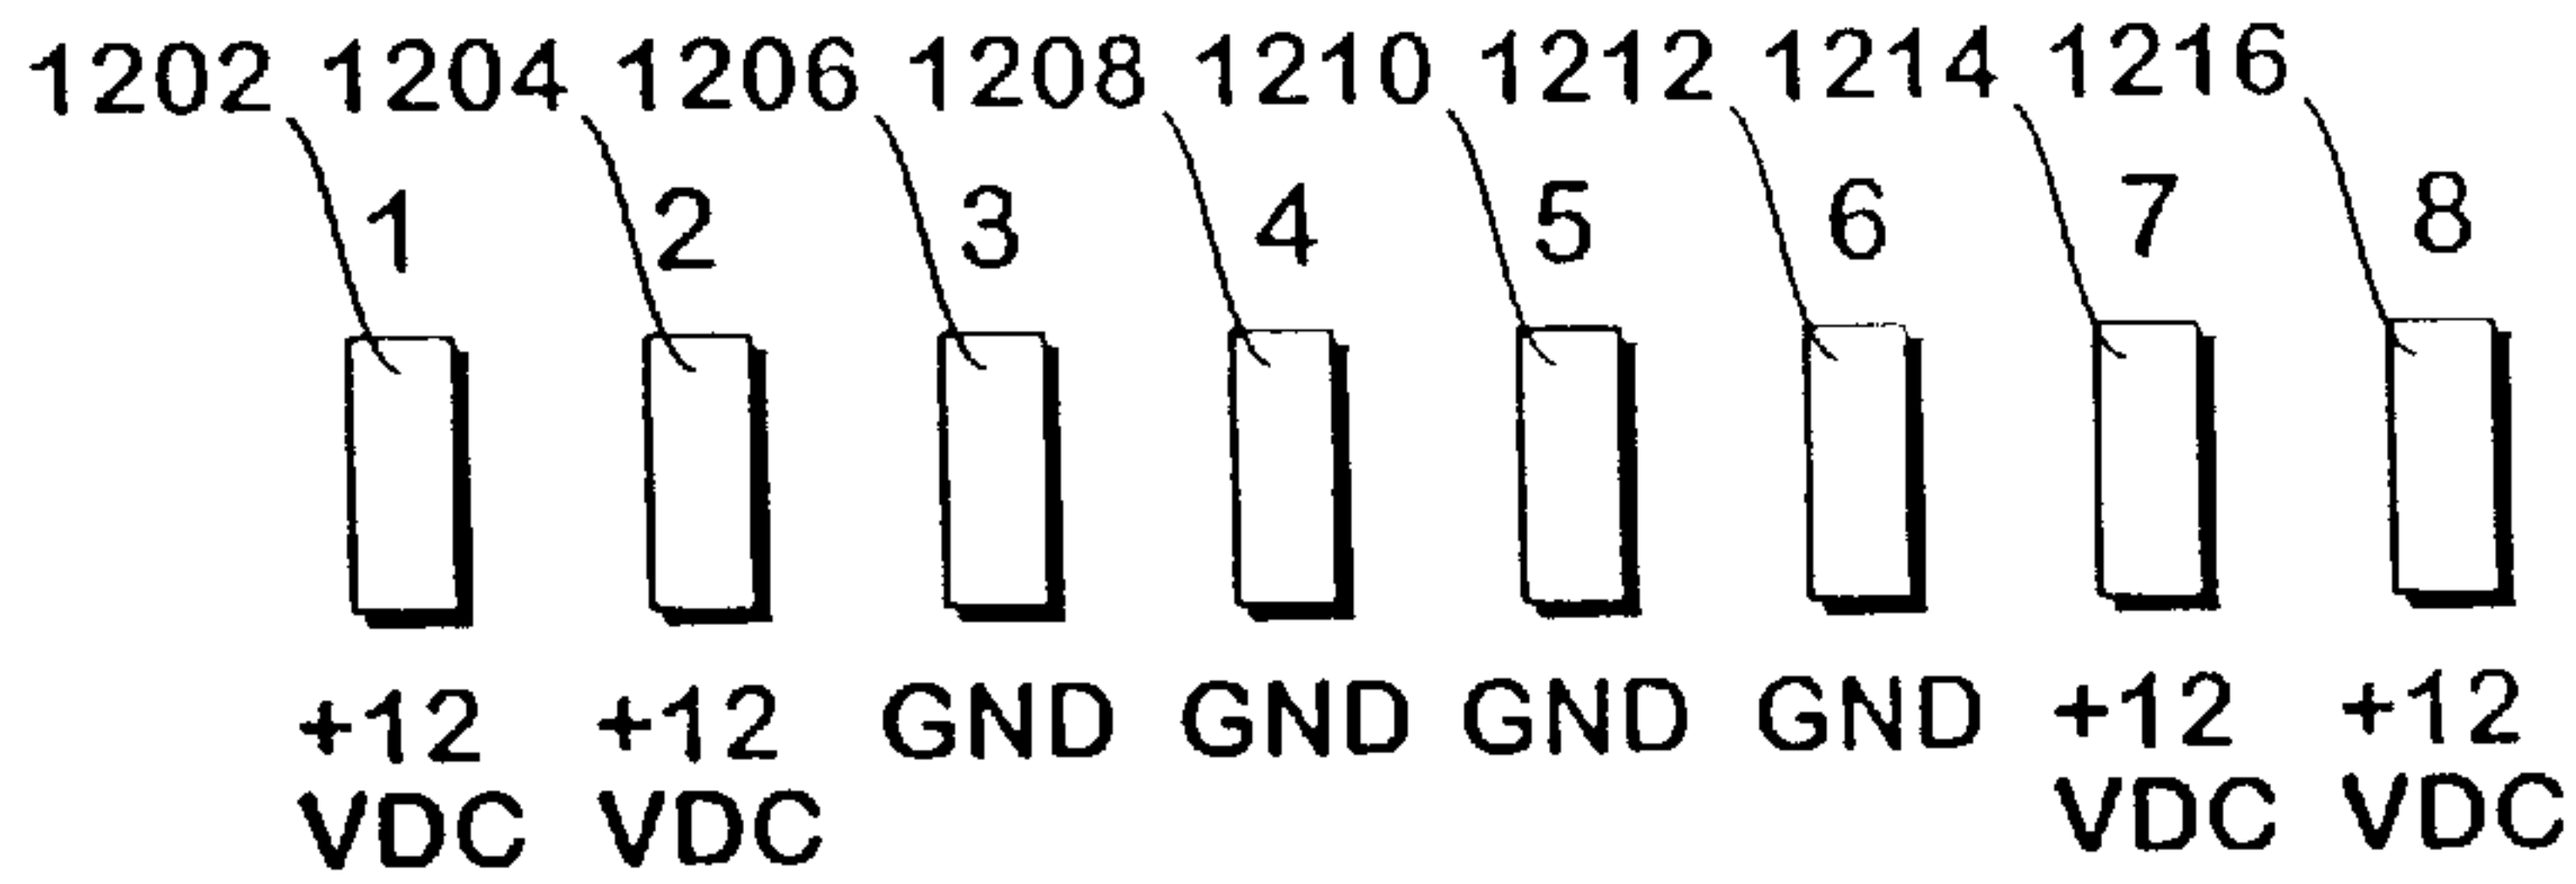 1202 1204 1206 1208 1210 1212 1214 1216
1 2 3 4 5 6 7 8
+12 +12 GND GND GND GND +12 +12
VDC VDC VDC VDC